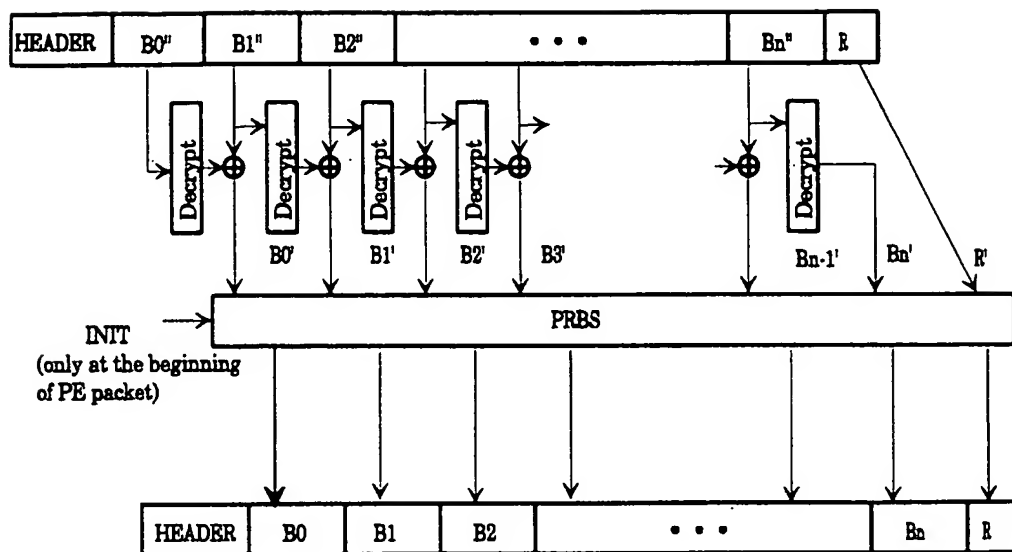 HEADER B0" B1" B2" • • • Bn" R
Decrypt Decrypt Decrypt Decrypt Decrypt
B0' B1' B2' B3' Bn-1' Bn' R'
PRBS
INIT
(only at the beginning
of PE packet)
HEADER B0 B1 B2 • • • Bn R